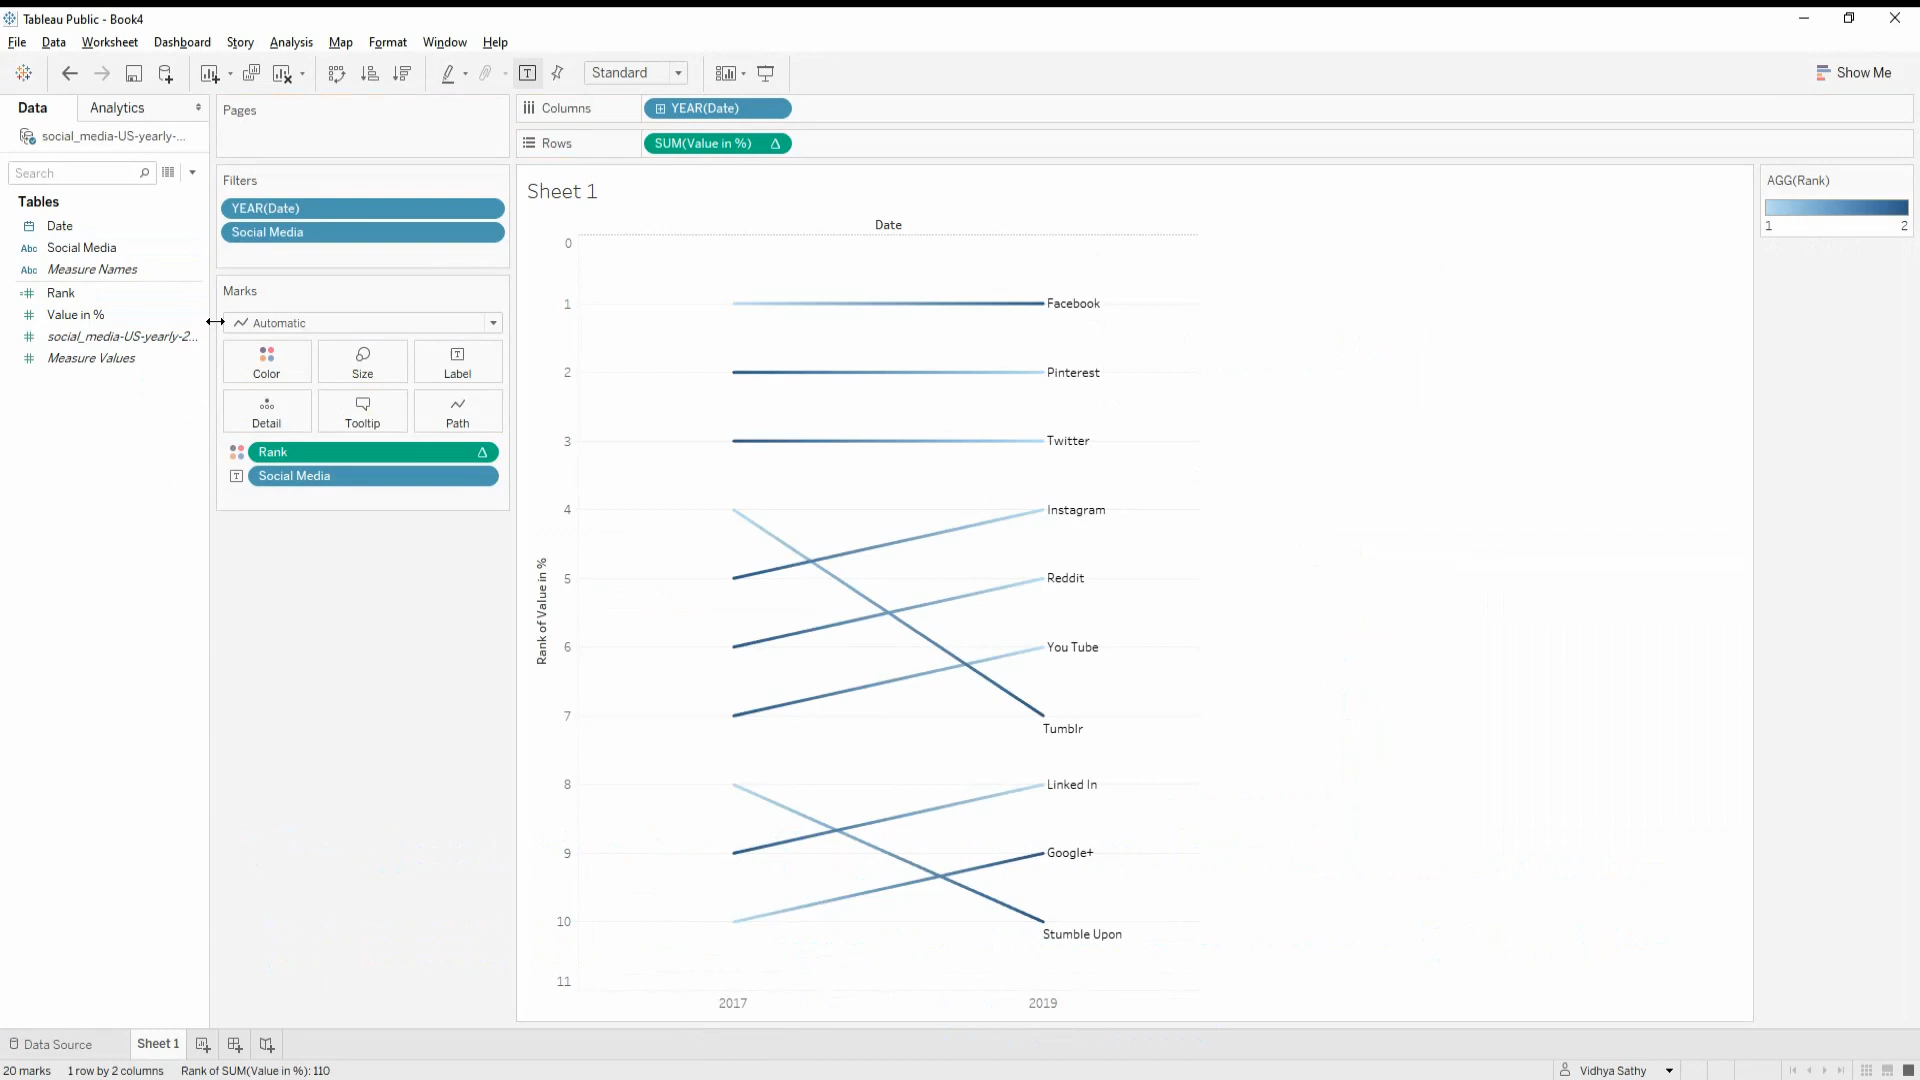 Tableau Public - Book4
File Data Worksheet Dashboard Story Analysis Map Format Window Help
Standard
Show Me
Data Analytics
social_media-US-yearly-...
Search
Tables
Date
Abc Social Media
Abc Measure Names
Rank
Value in %
social_media-US-yearly-2...
Measure Values
Pages
Filters
YEAR(Date)
Social Media
Marks
Automatic
Color Size Label
Detail Tooltip Path
Rank
Social Media
Columns YEAR(Date)
Rows SUM(Value in %)
Sheet 1
Date
Rank of Value in %
0
1 Facebook
2 Pinterest
3 Twitter
4 Instagram
5 Reddit
6 You Tube
7
Tumblr
8 Linked In
9 Google+
10
Stumble Upon
11
2017 2019
AGG(Rank)
1 2
Data Source Sheet 1
20 marks 1 row by 2 columns Rank of SUM(Value in %): 110
Vidhya Sathy